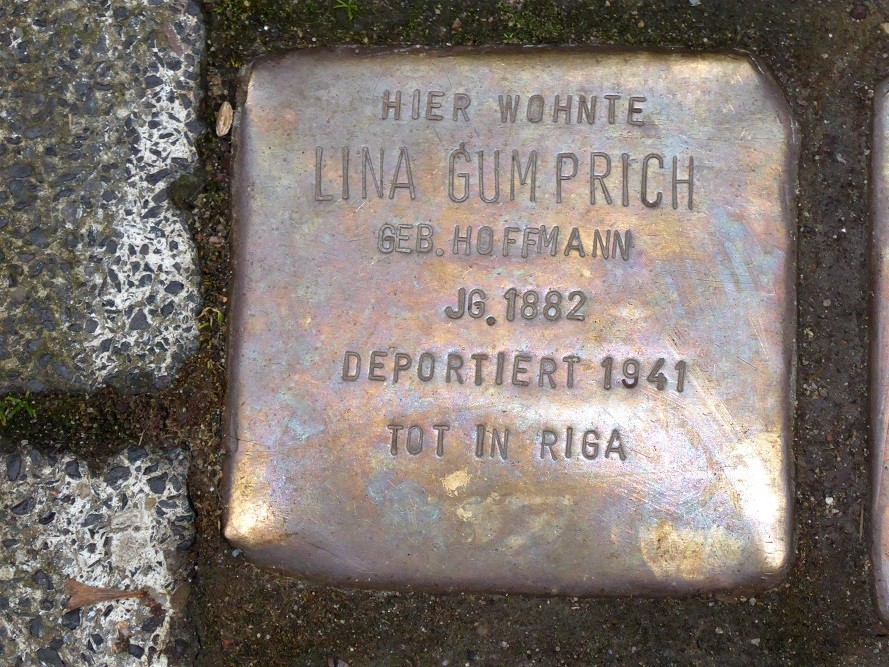 HIER WOHNTE
LINA GUMPRICH
GEB. HOFFMANN
JG. 1882
DEPORTIERT 1941
TOT IN RIGA